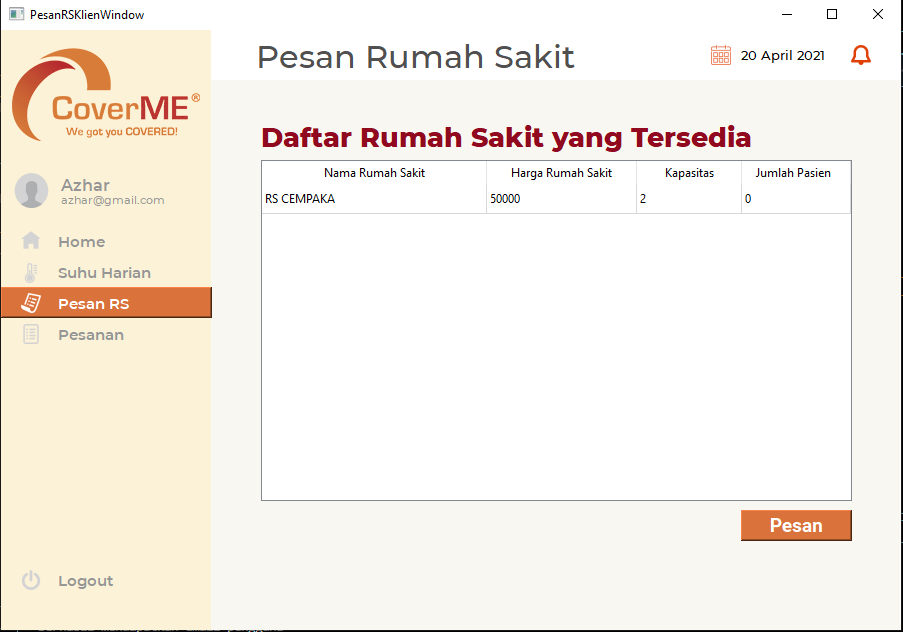 PesanRSKlienWindow
Pesan Rumah Sakit
20 April 2021
CoverME®
We got you COVERED!
Azhar
azhar@gmail.com
Home
Suhu Harian
Pesan RS
Pesanan
Logout
Daftar Rumah Sakit yang Tersedia
Nama Rumah Sakit Harga Rumah Sakit Kapasitas Jumlah Pasien
RS CEMPAKA 50000 2 0
Pesan